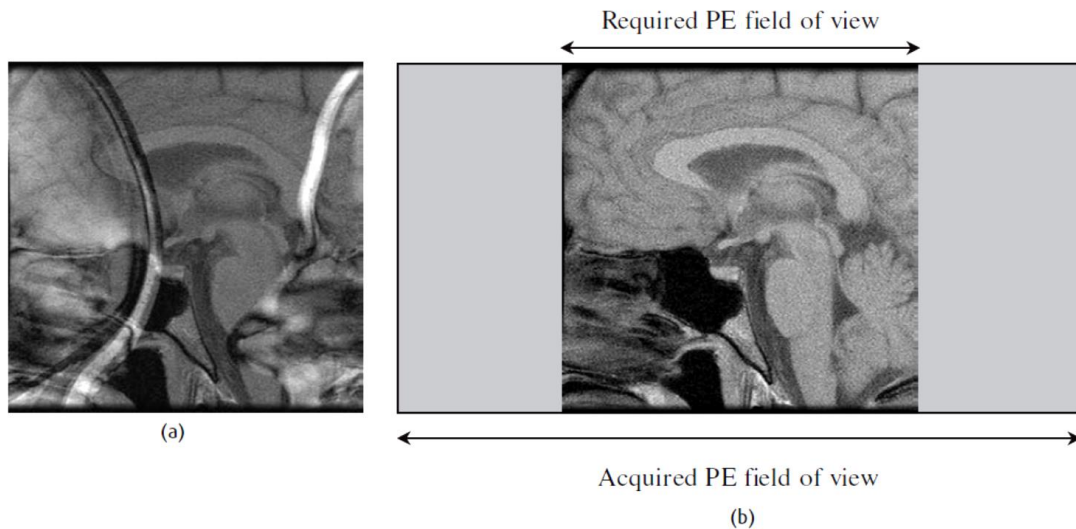 Required PE field of view
(a)
Acquired PE field of view
(b)